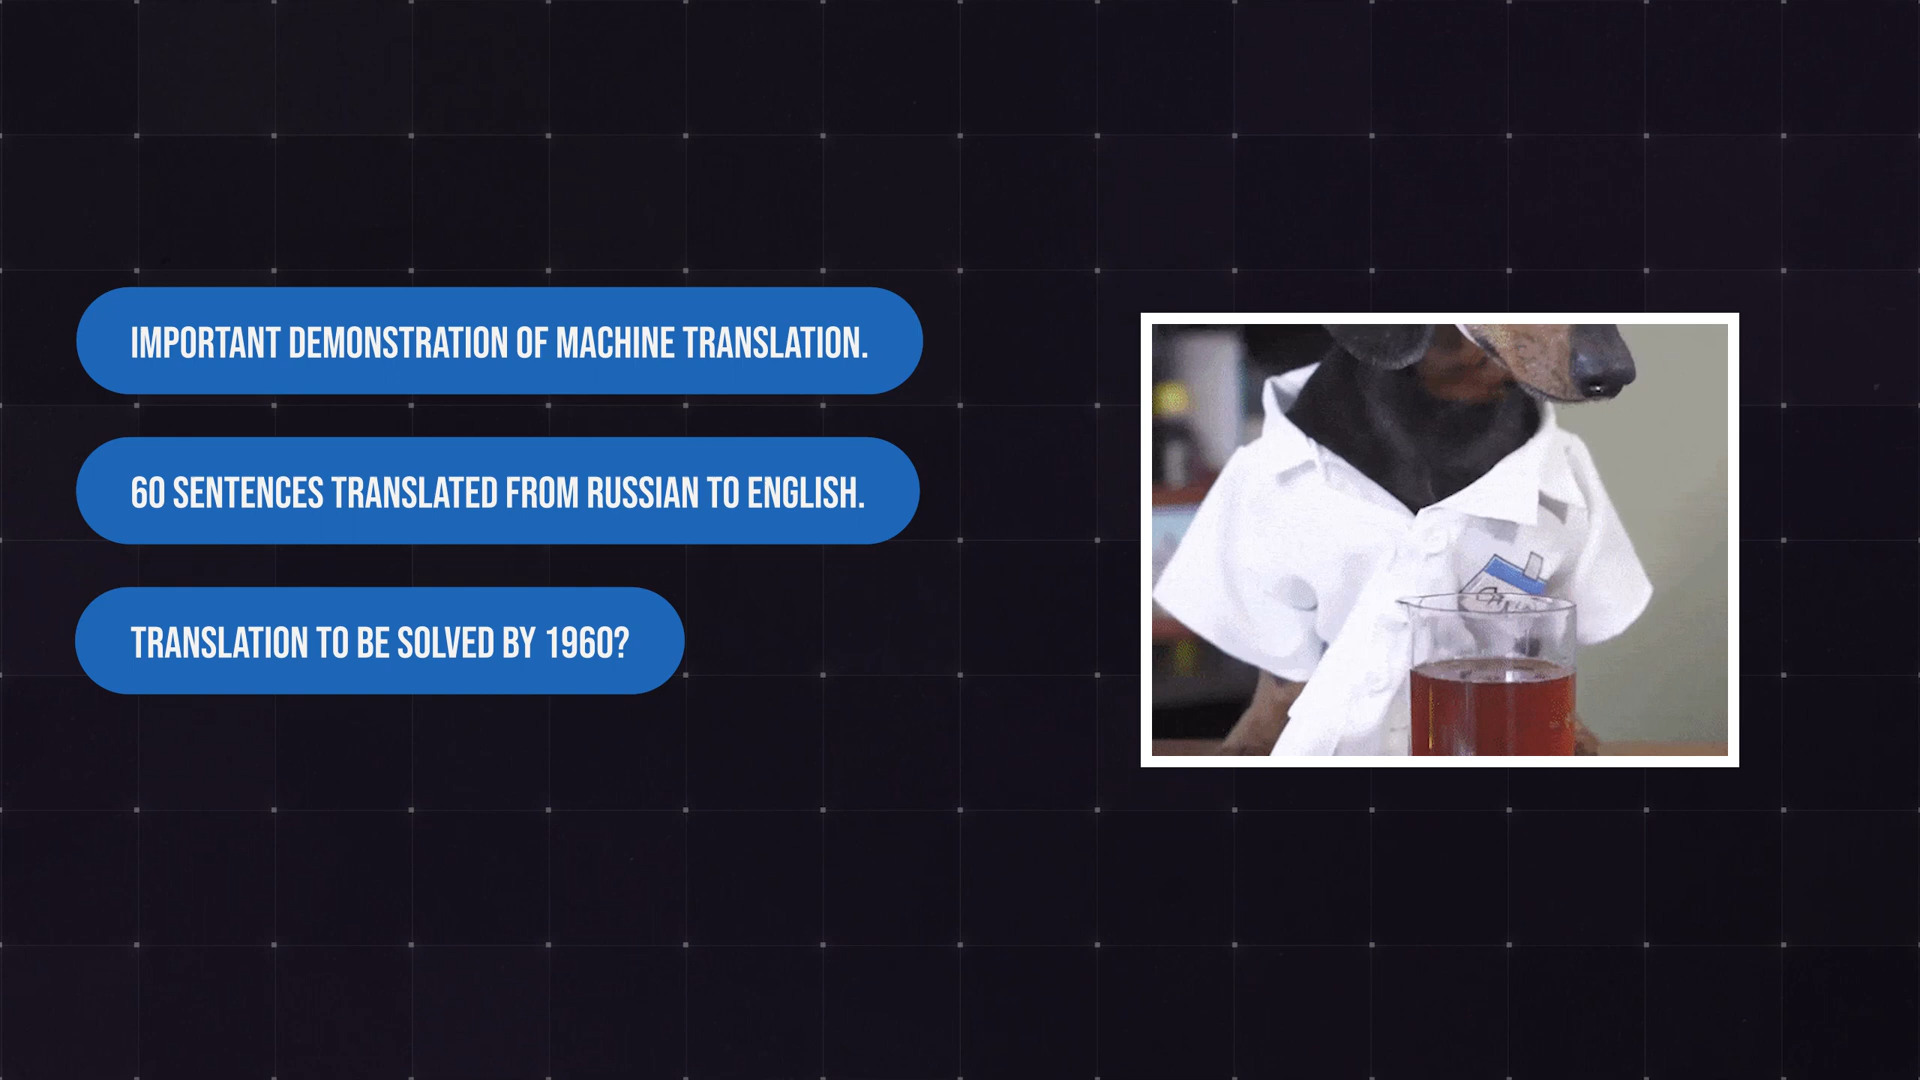 IMPORTANT DEMONSTRATION OF MACHINE TRANSLATION.
60 SENTENCES TRANSLATED FROM RUSSIAN TO ENGLISH.
TRANSLATION TO BE SOLVED BY 1960?